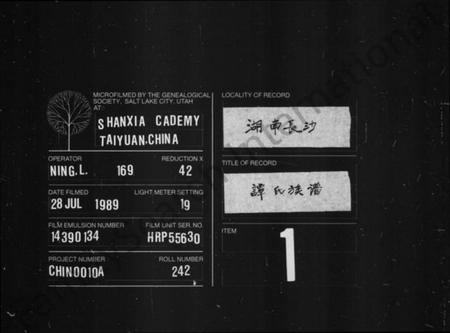 MICROFILMED BY THE GENEALOGICAL
SOCIETY, SALT LAKE CITY, UTAH
AT:
SHANXIA CADEMY
TAIYUAN.CHINA
OPERATOR
REDUCTION X
NING. L. 169 42
DATE FILMED
LIGHT METER SETTING
28 JUL 1989 19
FILM EMULSION NUMBER
FILM UNIT SER. NO.
14390134 HRP55630
PROJECT NUMBER
ROLL NUMBER
CHIN0010A 242
LOCALITY OF RECORD
湖南長沙
TITLE OF RECORD
譚氏族谱
ITEM
1